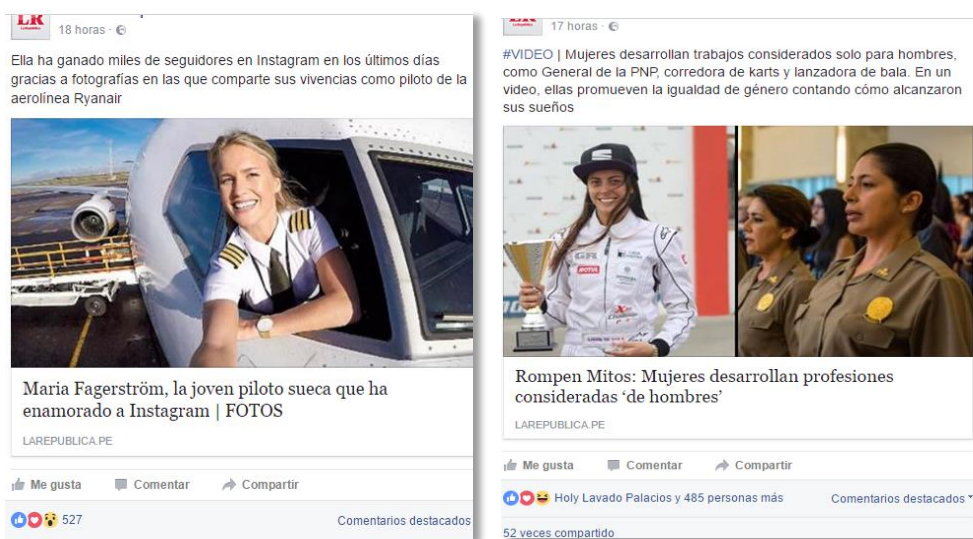 LR
18 horas
Ella ha ganado miles de seguidores en Instagram en los últimos días
gracias a fotografías en las que comparte sus vivencias como piloto de la
aerolínea Ryanair
Maria Fagerström, la joven piloto sueca que ha
enamorado a Instagram | FOTOS
LAREPUBLICA.PE
Me gusta Comentar Compartir
527 Comentarios destacados
17 horas
#VIDEO | Mujeres desarrollan trabajos considerados solo para hombres,
como General de la PNP, corredora de karts y lanzadora de bala. En un
video, ellas promueven la igualdad de género contando cómo alcanzaron
sus sueños
Rompen Mitos: Mujeres desarrollan profesiones
consideradas ‘de hombres’
LAREPUBLICA.PE
Me gusta Comentar Compartir
Holy Lavado Palacios y 485 personas más Comentarios destacados
52 veces compartido